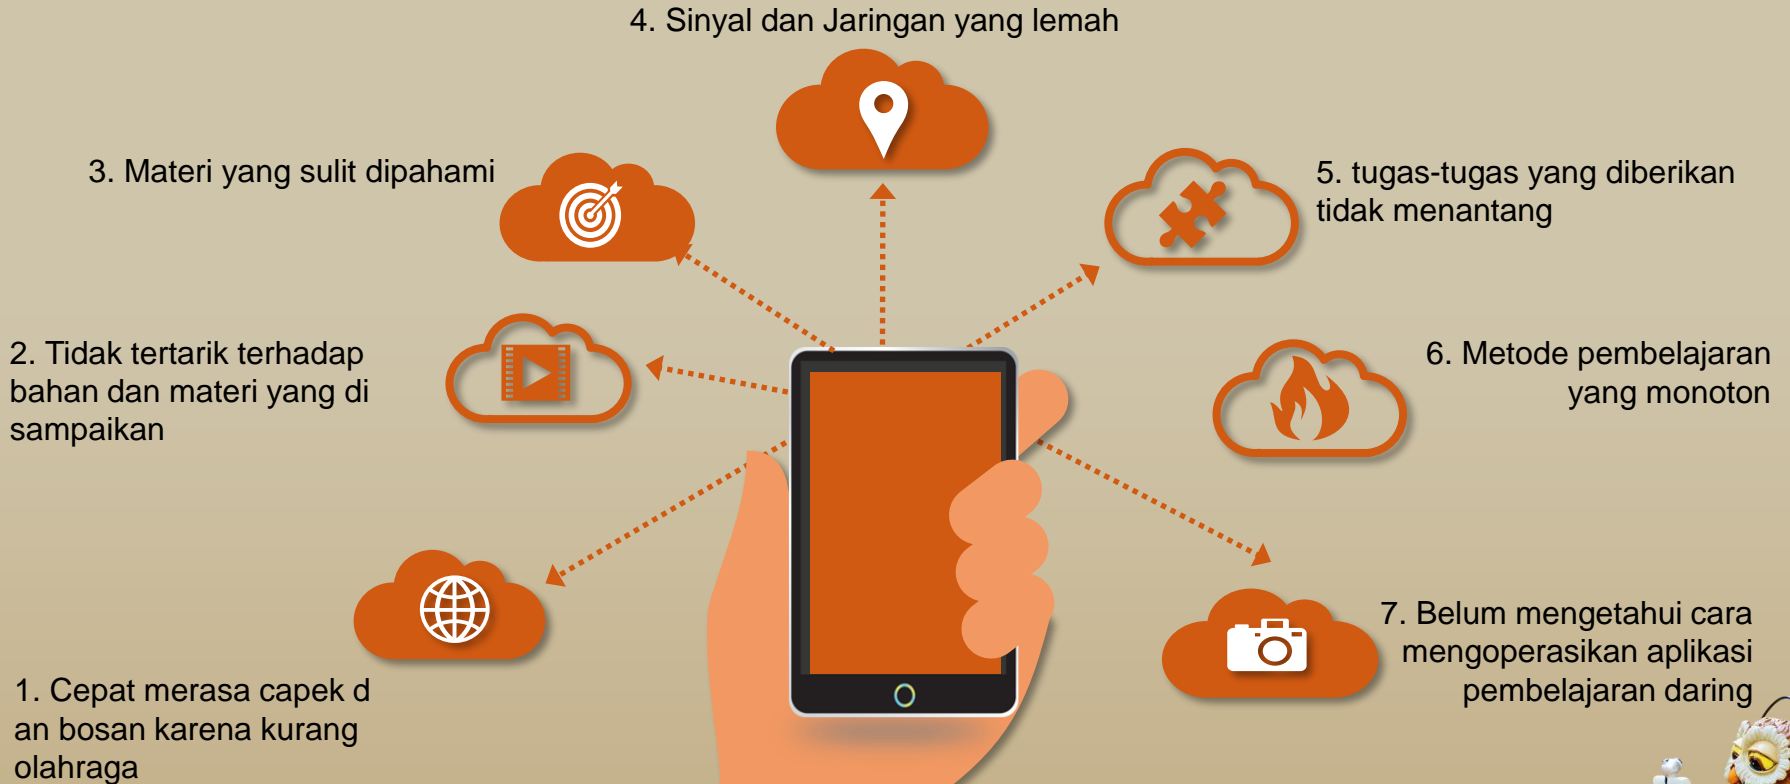 4. Sinyal dan Jaringan yang lemah
3. Materi yang sulit dipahami
5. tugas-tugas yang diberikan
tidak menantang
2. Tidak tertarik terhadap
bahan dan materi yang di
sampaikan
6. Metode pembelajaran
yang monoton
1. Cepat merasa capek d
an bosan karena kurang
olahraga
7. Belum mengetahui cara
mengoperasikan aplikasi
pembelajaran daring